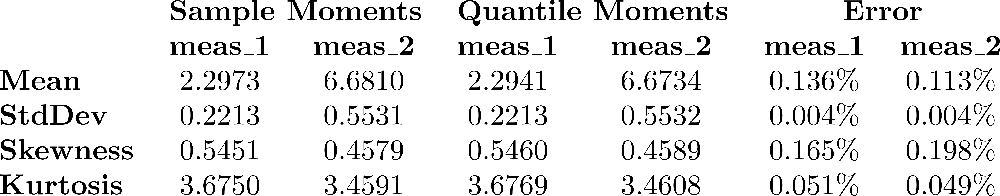 Sample Moments Quantile Moments Error
meas_1 meas_2 meas_1 meas_2 meas_1 meas_2
Mean 2.2973 6.6810 2.2941 6.6734 0.136% 0.113%
StdDev 0.2213 0.5531 0.2213 0.5532 0.004% 0.004%
Skewness 0.5451 0.4579 0.5460 0.4589 0.165% 0.198%
Kurtosis 3.6750 3.4591 3.6769 3.4608 0.051% 0.049%